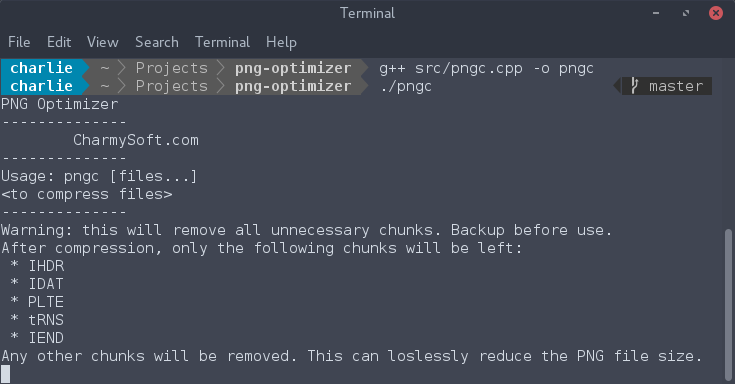 Terminal
File Edit View Search Terminal Help
charlie ~ Projects png-optimizer g++ src/pngc.cpp -o pngc
charlie ~ Projects png-optimizer ./pngc master
PNG Optimizer
--------------
CharmySoft.com
--------------
Usage: pngc [files...]
<to compress files>
--------------
Warning: this will remove all unnecessary chunks. Backup before use.
After compression, only the following chunks will be left:
* IHDR
* IDAT
* PLTE
* tRNS
* IEND
Any other chunks will be removed. This can loslessly reduce the PNG file size.